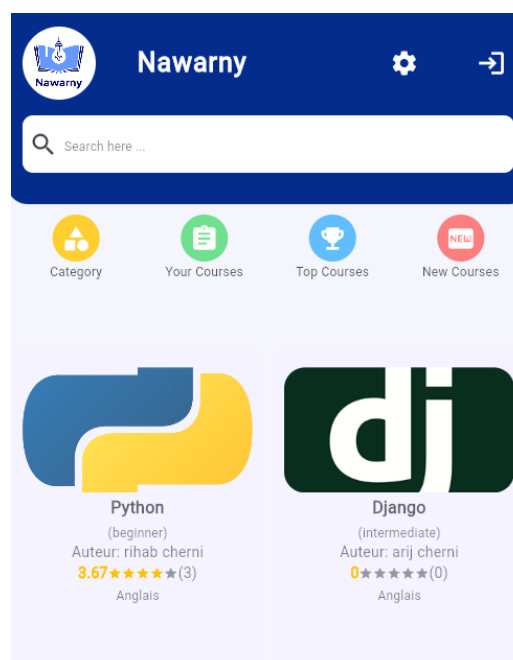 Nawarny
Nawarny
Search here ...
Category
Your Courses
Top Courses
NEW
New Courses
dj
Python
(beginner)
Auteur: rihab cherni
3.67★★★★★(3)
Anglais
Django
(intermediate)
Auteur: arij cherni
0★★★★★(0)
Anglais